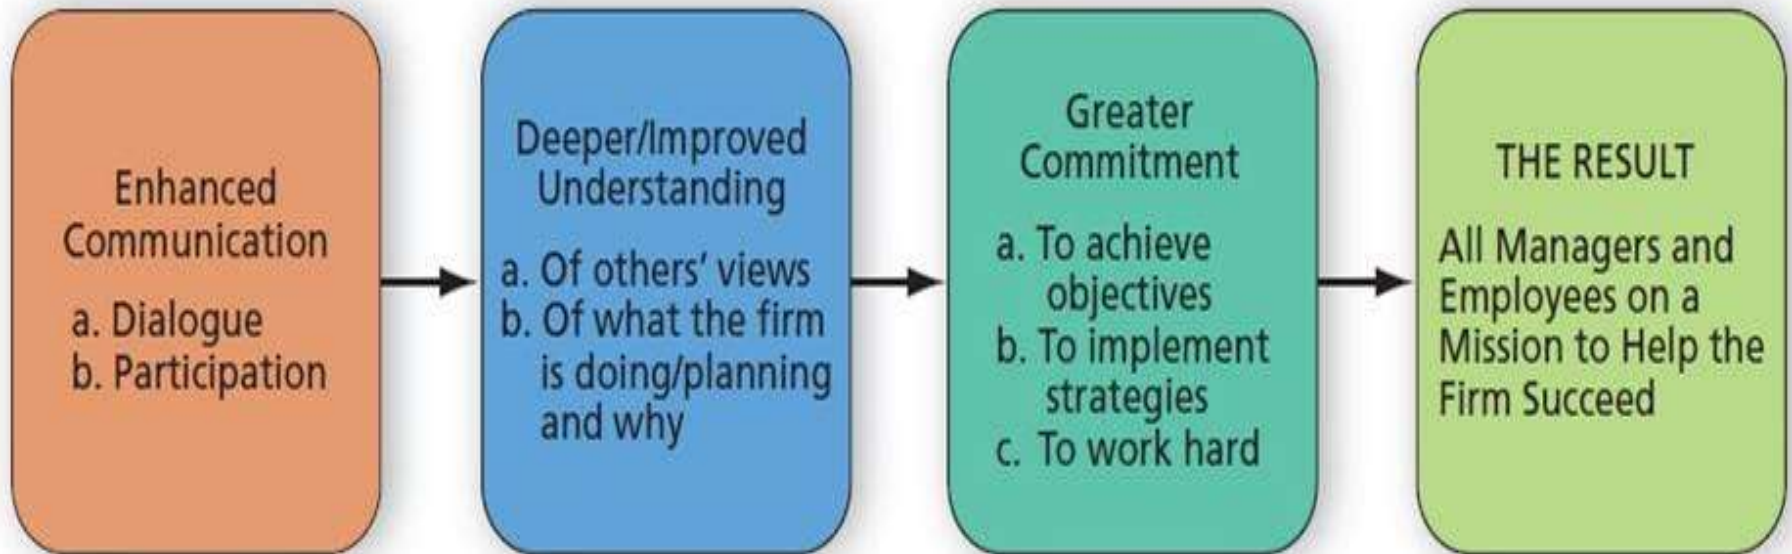 Enhanced
Communication
a. Dialogue
b. Participation
Deeper/Improved
Understanding
a. Of others’ views
b. Of what the firm
is doing/planning
and why
Greater
Commitment
a. To achieve
objectives
b. To implement
strategies
c. To work hard
THE RESULT
All Managers and
Employees on a
Mission to Help the
Firm Succeed